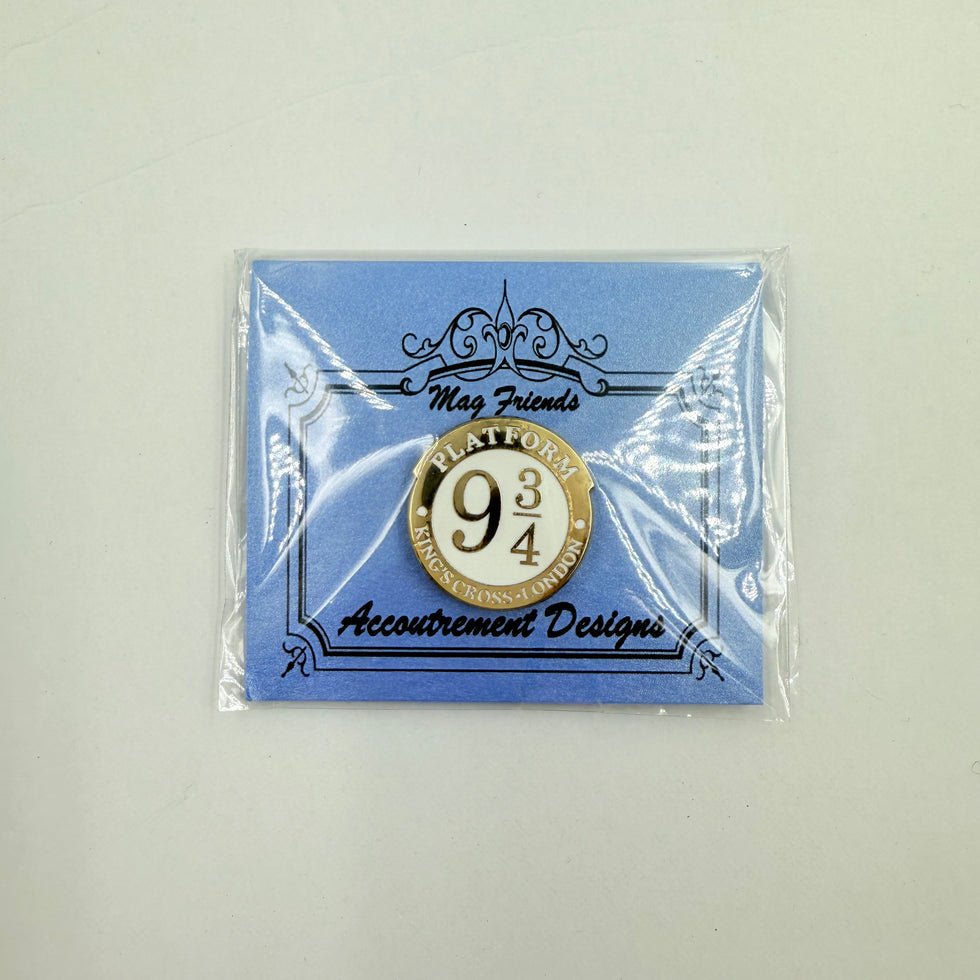 Mag Friends
PLATFORM
9 3/4
KING'S CROSS·LONDON
Accoutrement Designs